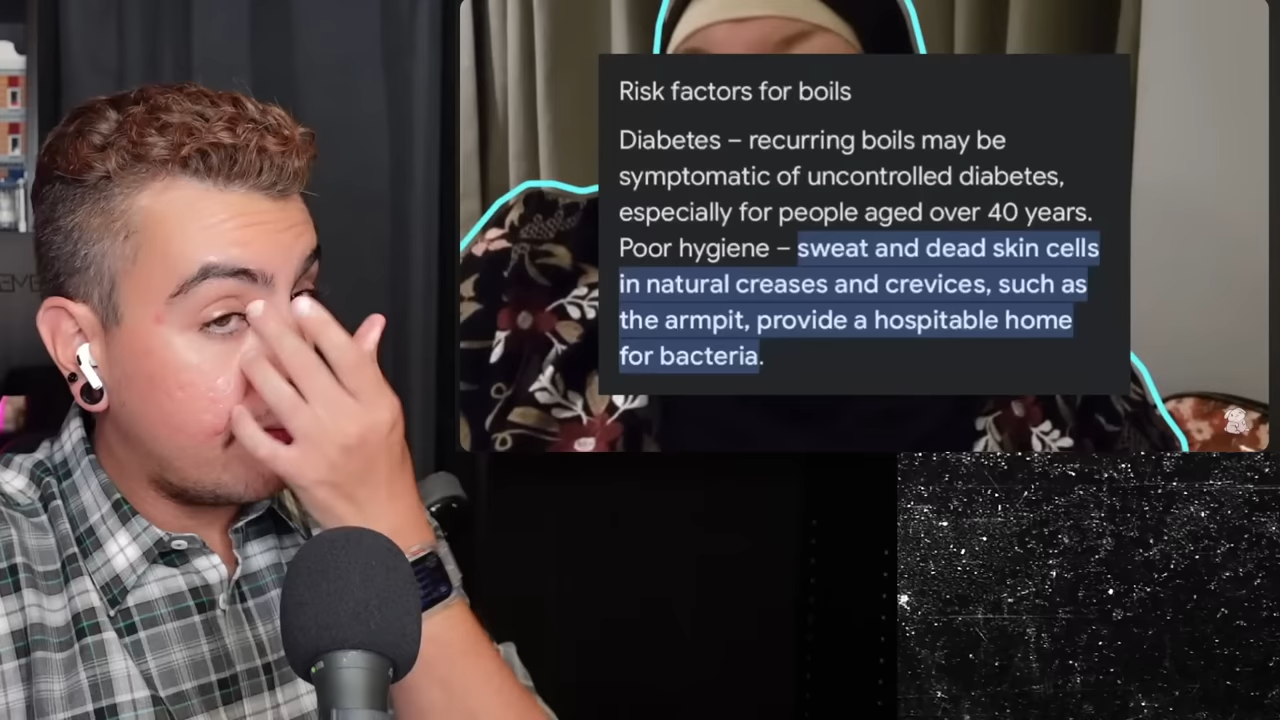 Risk factors for boils
Diabetes – recurring boils may be
symptomatic of uncontrolled diabetes,
especially for people aged over 40 years.
Poor hygiene – sweat and dead skin cells
in natural creases and crevices, such as
the armpit, provide a hospitable home
for bacteria.